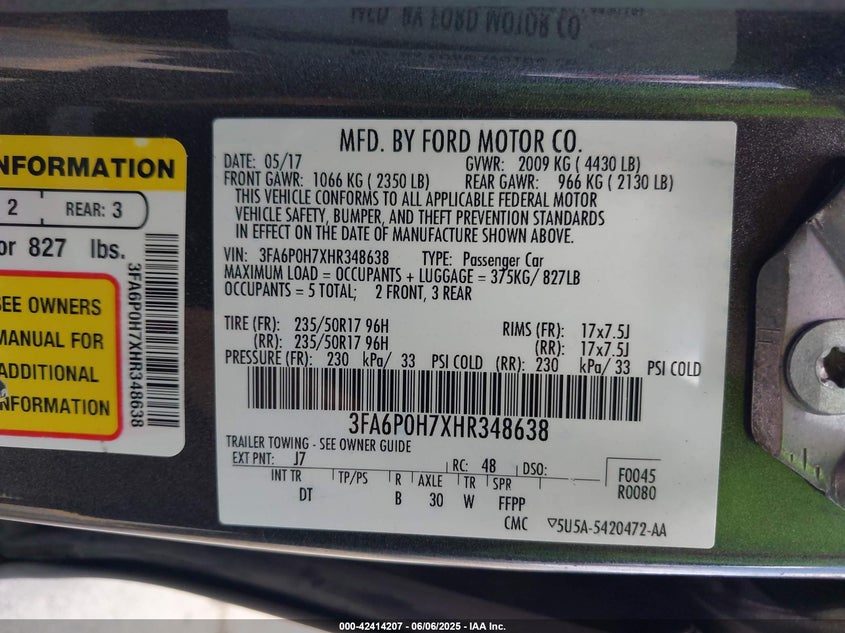 MFD. BY FORD MOTOR CO
NFORMATION
2 REAR: 3
or 827 lbs.
SEE OWNERS
MANUAL FOR
ADDITIONAL
NFORMATION
3FA6P0H7XHR348638
MFD. BY FORD MOTOR CO.
DATE: 05/17 GVWR: 2009 KG ( 4430 LB)
FRONT GAWR: 1066 KG ( 2350 LB) REAR GAWR: 966 KG ( 2130 LB)
THIS VEHICLE CONFORMS TO ALL APPLICABLE FEDERAL MOTOR
VEHICLE SAFETY, BUMPER, AND THEFT PREVENTION STANDARDS
IN EFFECT ON THE DATE OF MANUFACTURE SHOWN ABOVE.
VIN: 3FA6P0H7XHR348638 TYPE: Passenger Car
MAXIMUM LOAD = OCCUPANTS + LUGGAGE = 375KG/ 827LB
OCCUPANTS = 5 TOTAL; 2 FRONT, 3 REAR
TIRE (FR): 235/50R17 96H RIMS (FR): 17x7.5J
(RR): 235/50R17 96H (RR): 17x7.5J
PRESSURE (FR): 230 kPa/ 33 PSI COLD (RR): 230 kPa/ 33 PSI COLD
3FA6P0H7XHR348638
TRAILER TOWING - SEE OWNER GUIDE
EXT PNT: J7 RC: 48 DSO: F0045
INT TR TP/PS R AXLE TR SPR R0080
DT B 30 W FFPP
CMC ▽5U5A-5420472-AA
000-42414207 - 06/06/2025 - IAA Inc.